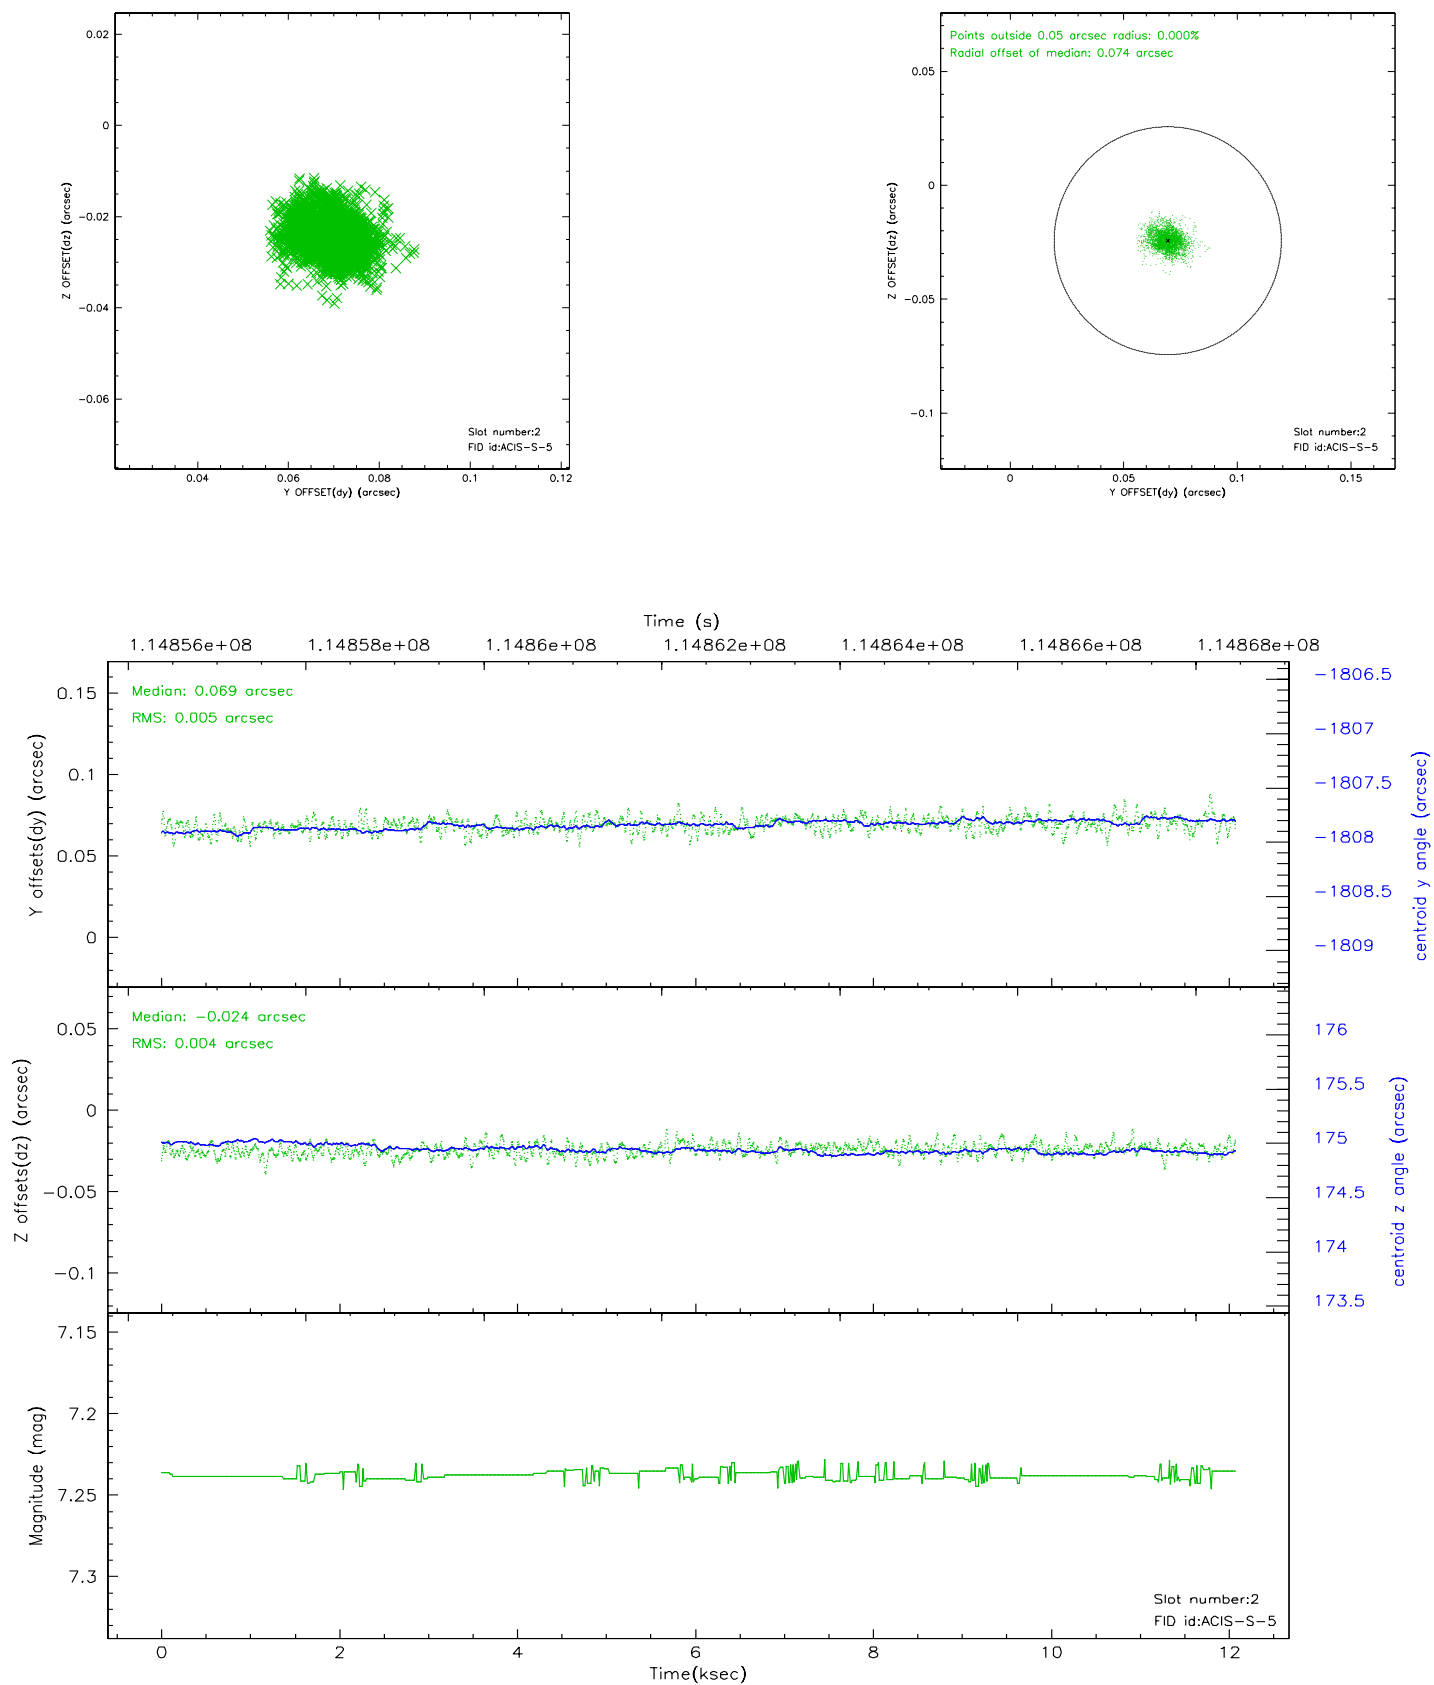 0.02
0
-0.02
-0.04
-0.06
Z OFFSET(dz) (arcsec)
Slot number:2
FID id:ACIS-S-5
0.04 0.06 0.08 0.1 0.12
Y OFFSET(dy) (arcsec)
Points outside 0.05 arcsec radius: 0.000%
Radial offset of median: 0.074 arcsec
0.05
0
-0.05
-0.1
Z OFFSET(dz) (arcsec)
Slot number:2
FID id:ACIS-S-5
0 0.05 0.1 0.15
Y OFFSET(dy) (arcsec)
Time (s)
1.14856e+08 1.14858e+08 1.1486e+08 1.14862e+08 1.14864e+08 1.14866e+08 1.14868e+08
Median: 0.069 arcsec
RMS: 0.005 arcsec
0.15
0.1
0.05
0
Y offsets(dy) (arcsec)
-1806.5
-1807
-1807.5
-1808
-1808.5
-1809
centroid y angle (arcsec)
Median: -0.024 arcsec
RMS: 0.004 arcsec
0.05
0
-0.05
-0.1
Z offsets(dz) (arcsec)
176
175.5
175
174.5
174
173.5
centroid z angle (arcsec)
7.15
7.2
7.25
7.3
Magnitude (mag)
Slot number:2
FID id:ACIS-S-5
0 2 4 6 8 10 12
Time(ksec)